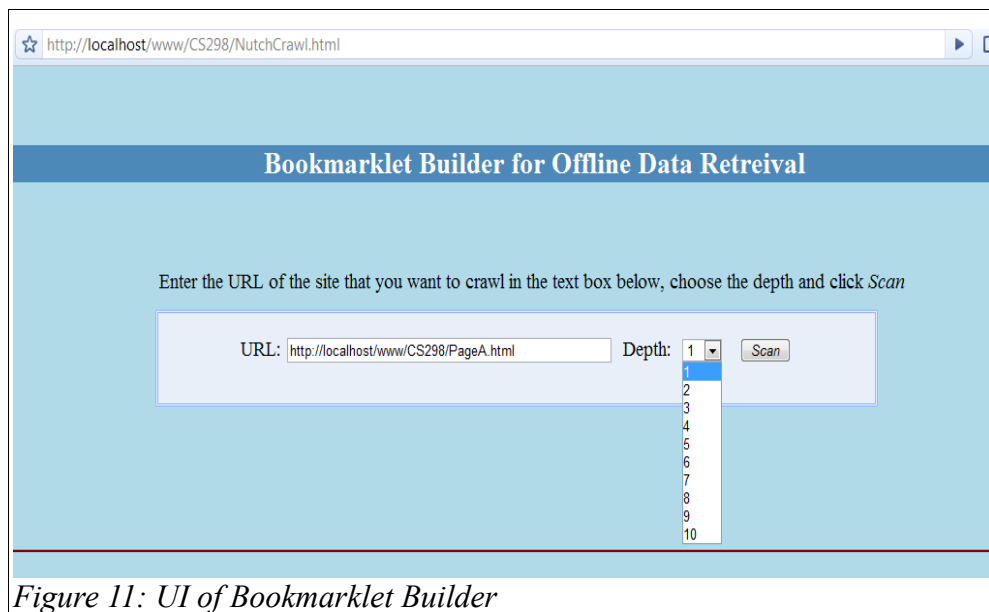 http://localhost/www/CS298/NutchCrawl.html
Bookmarklet Builder for Offline Data Retreival
Enter the URL of the site that you want to crawl in the text box below, choose the depth and click Scan
URL: http://localhost/www/CS298/PageA.html Depth: 1 Scan
1
2
3
4
5
6
7
8
9
10
Figure 11: UI of Bookmarklet Builder